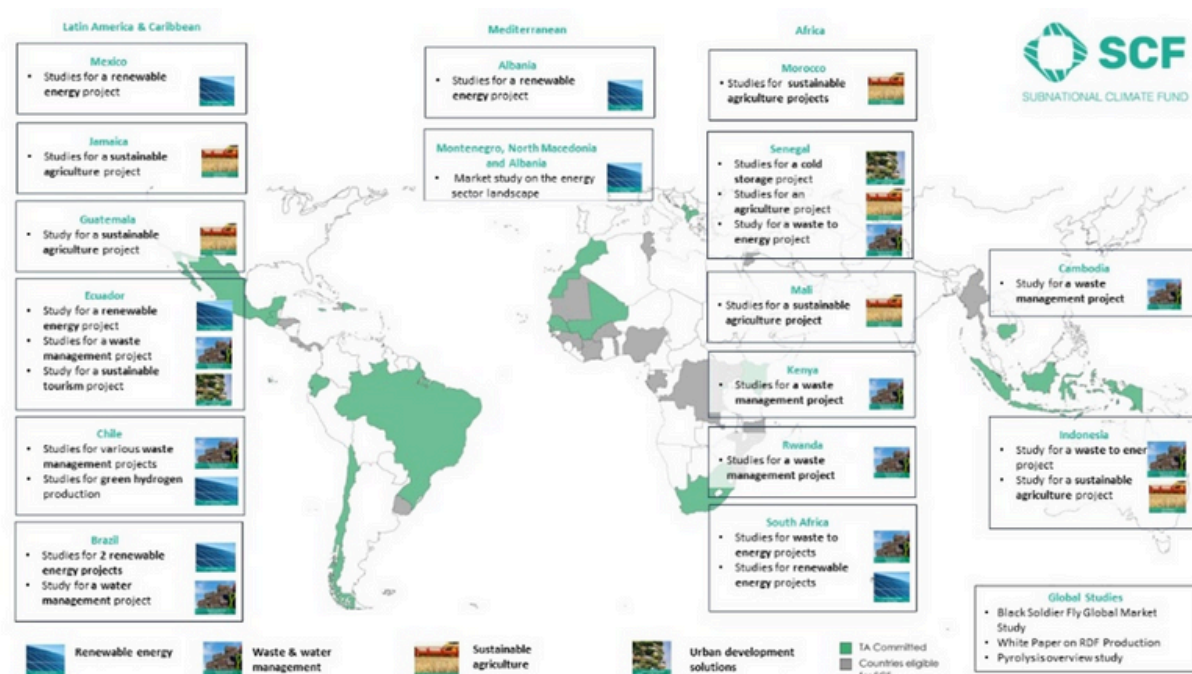 Latin America & Caribbean
Mexico
• Studies for a renewable
energy project
Jamaica
• Studies for a sustainable
agriculture project
Guatemala
• Study for a sustainable
agriculture project
Ecuador
• Study for a renewable
energy project
• Studies for a waste
management project
• Study for a sustainable
tourism project
Chile
• Studies for various waste
management projects
• Studies for green hydrogen
production
Brazil
• Studies for 2 renewable
energy projects
• Study for a water
management project
Mediterranean
Albania
• Studies for a renewable
energy project
Montenegro, North Macedonia
and Albania
• Market study on the energy
sector landscape
Africa
Morocco
• Studies for sustainable
agriculture projects
Senegal
• Studies for a cold
storage project
• Studies for an
agriculture project
• Study for a waste to
energy project
Mali
• Studies for a sustainable
agriculture project
Kenya
• Studies for a waste
management project
Rwanda
• Studies for a waste
management project
South Africa
• Studies for waste to
energy projects
• Studies for renewable
energy projects
SCF
SUBNATIONAL CLIMATE FUND
Cambodia
• Study for a waste
management project
Indonesia
• Study for a waste to ener
project
• Study for a sustainable
agriculture project
Global Studies
• Black Soldier Fly Global Market
Study
• White Paper on RDF Production
• Pyrolysis overview study
Renewable energy
Waste & water
management
Sustainable
agriculture
Urban development
solutions
TA Committed
Countries eligible